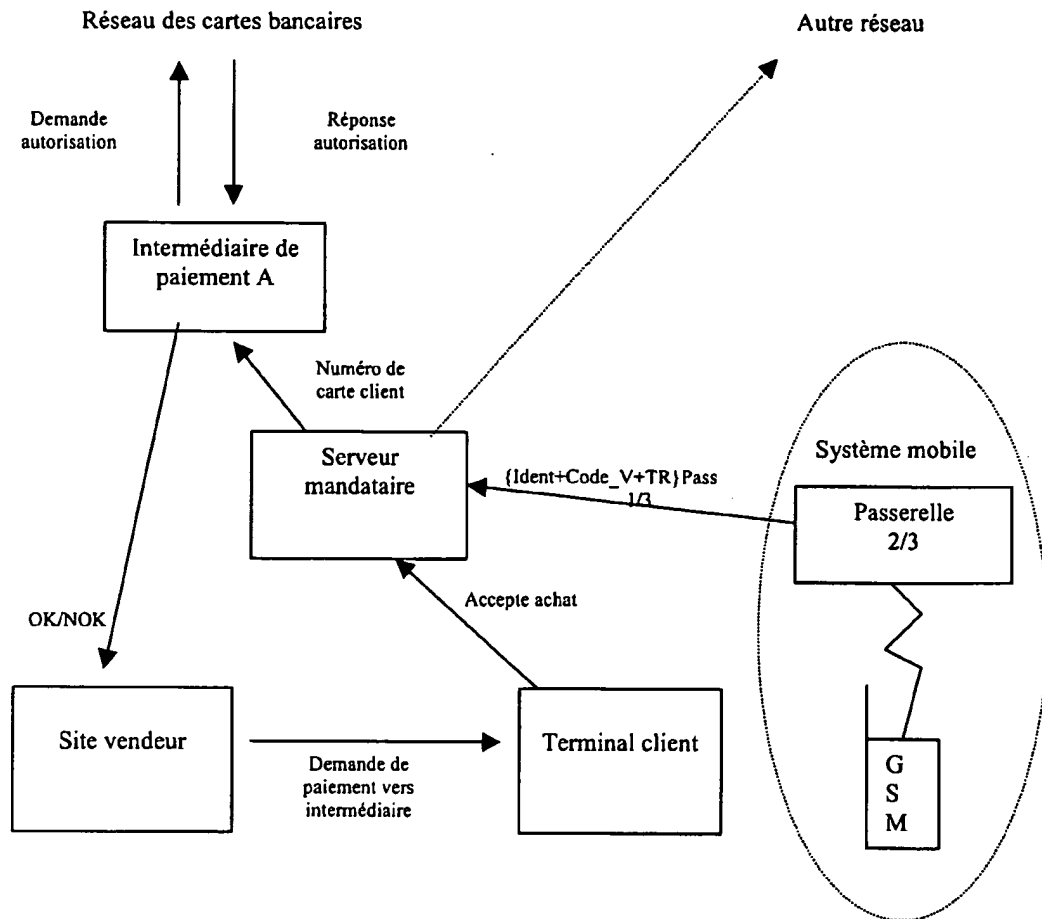 Réseau des cartes bancaires
Autre réseau
Demande
autorisation
Réponse
autorisation
Intermédiaire de
paiement A
Numéro de
carte client
Serveur
mandataire
Système mobile
{Ident+Code_V+TR}Pass
1/3
Passerelle
2/3
Accepte achat
OK/NOK
Site vendeur
Demande de
paiement vers
intermédiaire
Terminal client
G
S
M